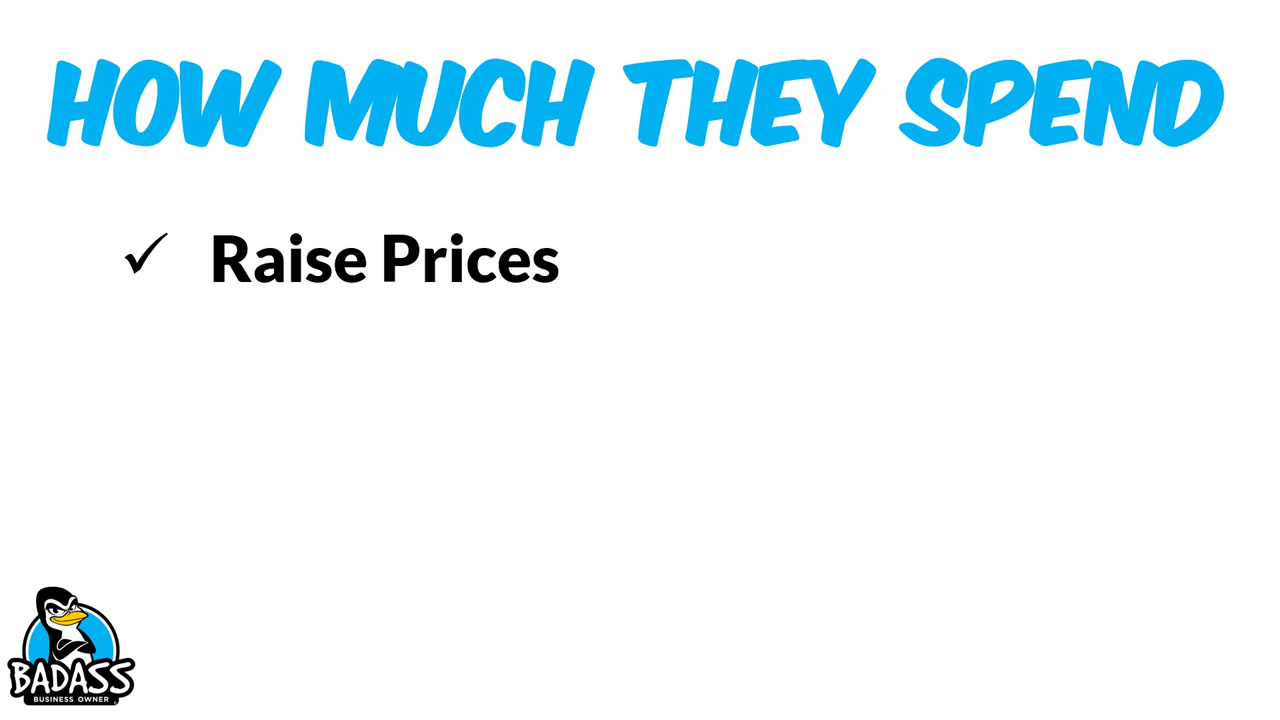 HOW MUCH THEY SPEND
✓ Raise Prices
BADASS
BUSINESS OWNER